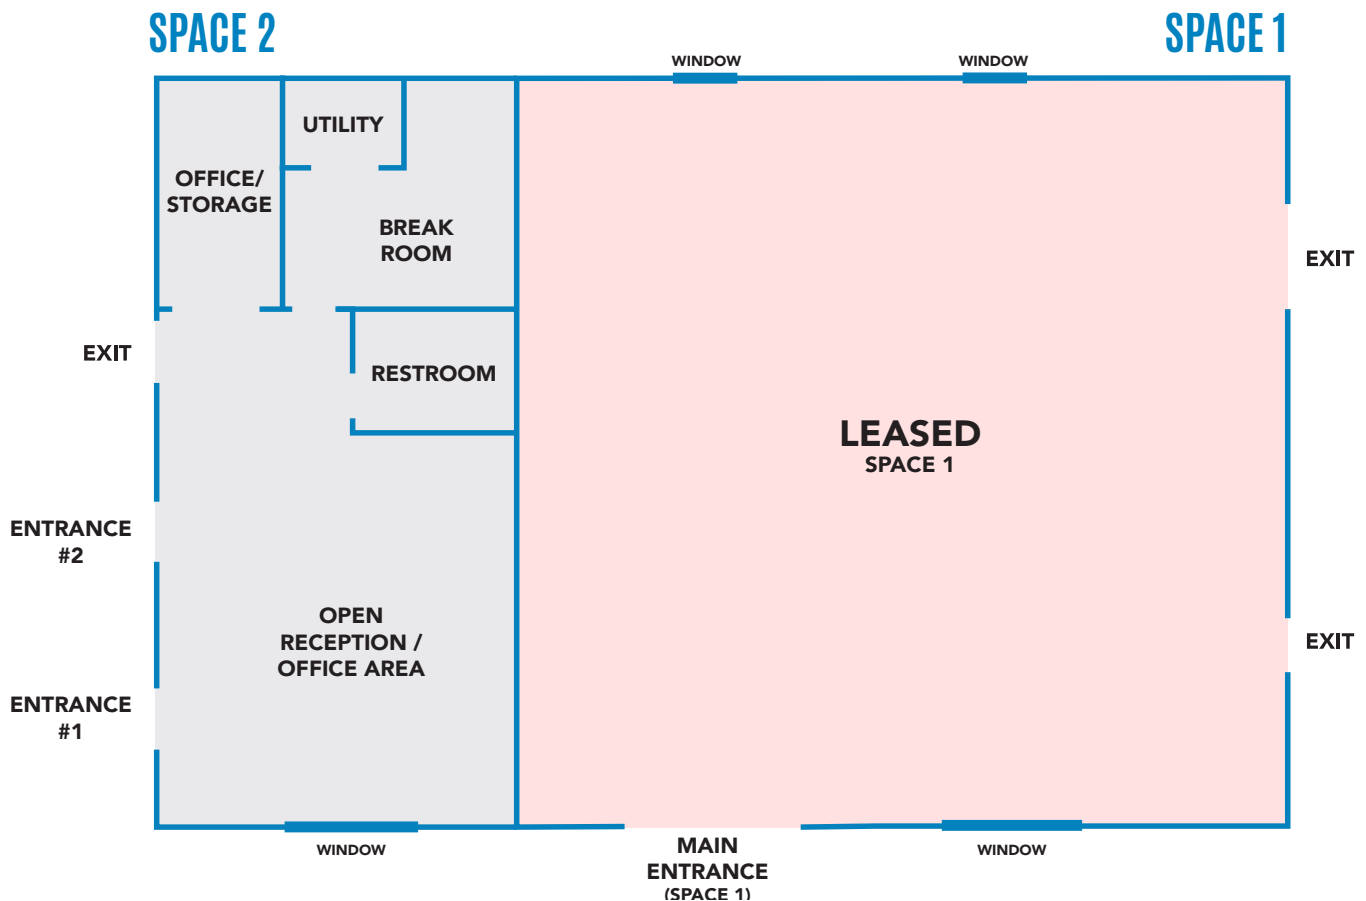 SPACE 2
SPACE 1
WINDOW
WINDOW
UTILITY
OFFICE/
STORAGE
BREAK
ROOM
EXIT
EXIT
RESTROOM
LEASED
SPACE 1
ENTRANCE
#2
OPEN
RECEPTION /
OFFICE AREA
EXIT
ENTRANCE
#1
WINDOW
MAIN
ENTRANCE
(SPACE 1)
WINDOW